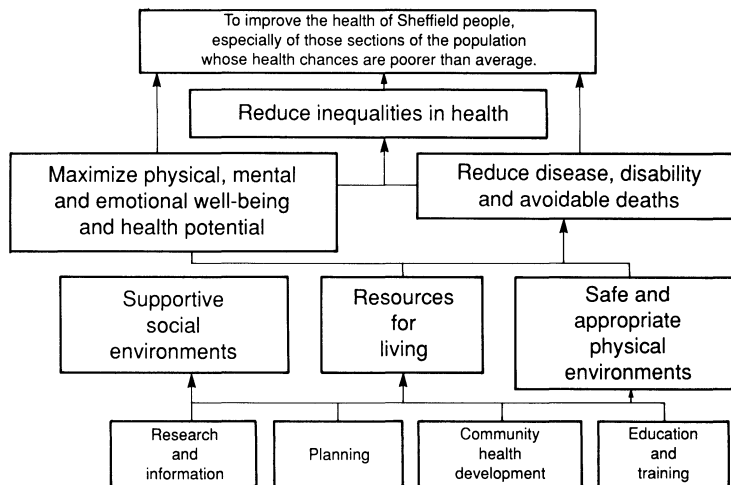 To improve the health of Sheffield people,
especially of those sections of the population
whose health chances are poorer than average.
Reduce inequalities in health
Maximize physical, mental
and emotional well-being
and health potential
Reduce disease, disability
and avoidable deaths
Supportive
social
environments
Resources
for
living
Safe and
appropriate
physical
environments
Research
and
information
Planning
Community
health
development
Education
and
training